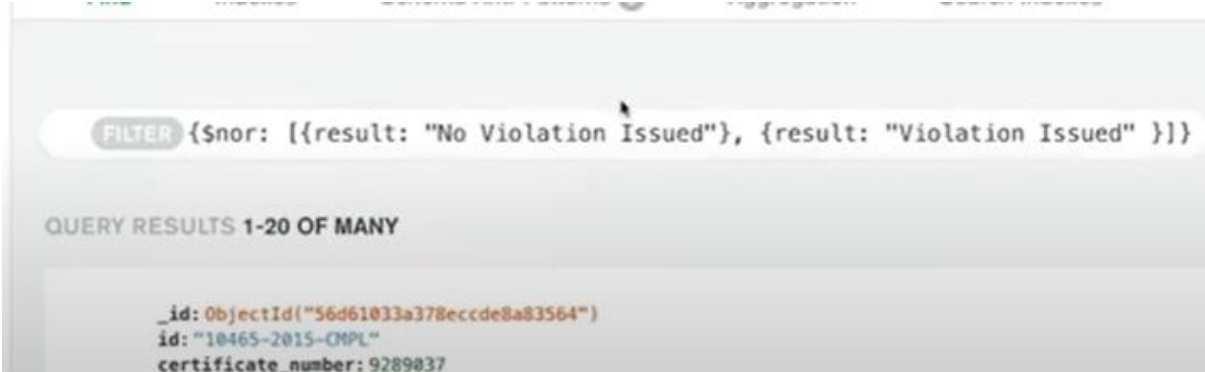 FILTER {$nor: [{result: "No Violation Issued"}, {result: "Violation Issued" }]}
QUERY RESULTS 1-20 OF MANY
_id: ObjectId("56d61033a378eccde8a83564")
id: "10465-2015-CMPL"
certificate_number: 9289037